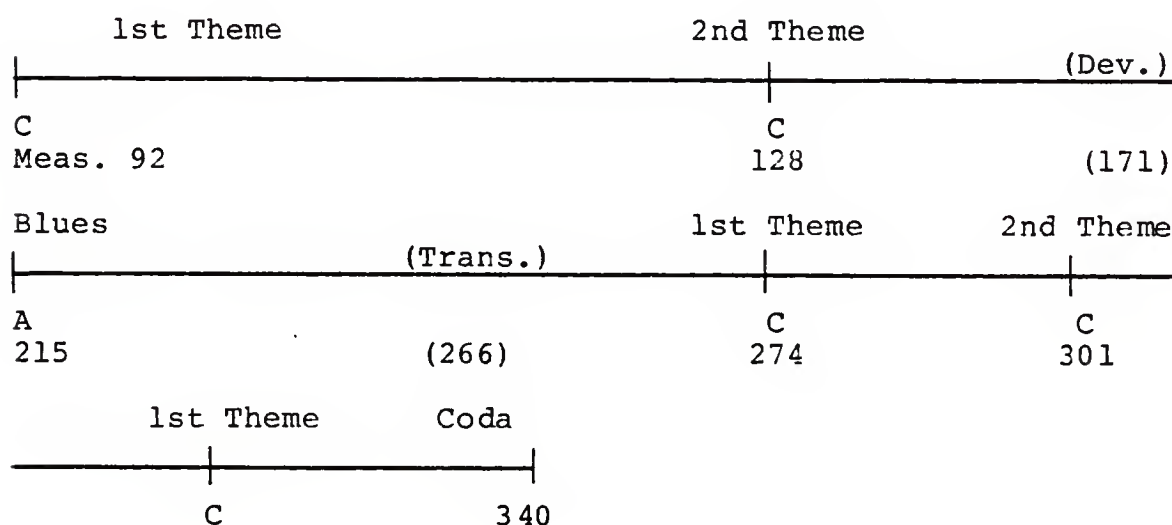 1st Theme 2nd Theme
(Dev.)
C C
Meas. 92 128 (171)
Blues 1st Theme 2nd Theme
(Trans.)
A C C
215 (266) 274 301
1st Theme Coda
C 340